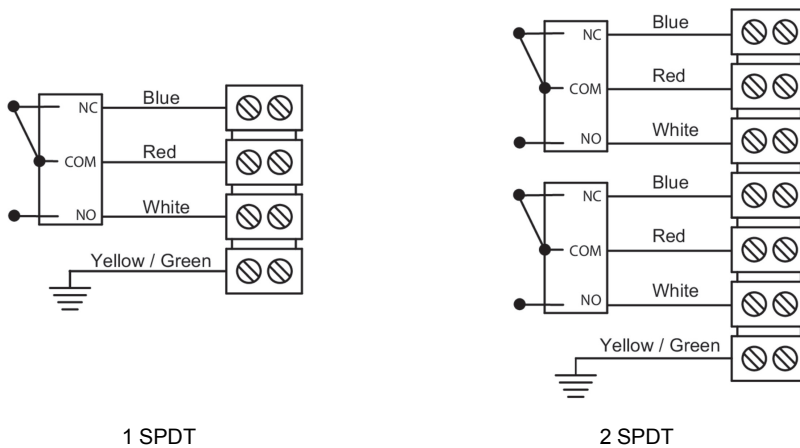 NC Blue
COM Red
NO White
Yellow / Green
1 SPDT
NC Blue
COM Red
NO White
NC Blue
COM Red
NO White
Yellow / Green
2 SPDT